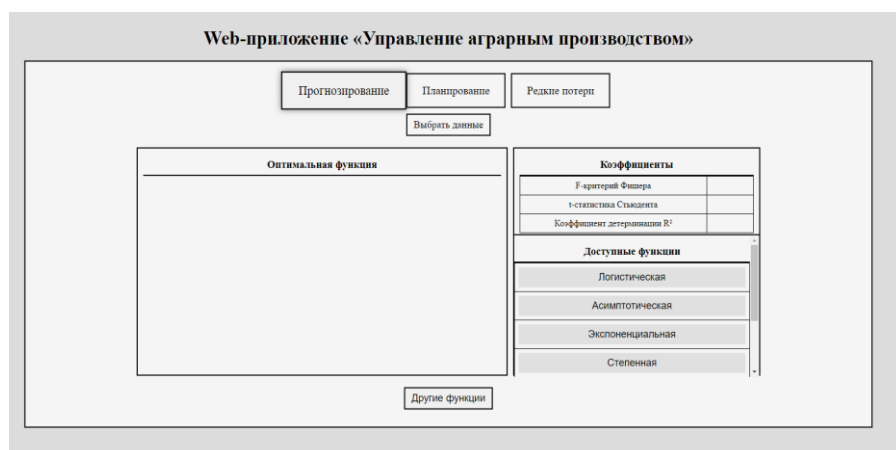 Web-приложение «Управление аграрным производством»
Прогнозирование
Планирование
Редкие потери
Выбрать данные
Оптимальная функция
Коэффициенты
F-критерий Фишера
t-статистика Стьюдента
Коэффициент детерминации R²
Доступные функции
Логистическая
Асимптотическая
Экспоненциальная
Степенная
Другие функции